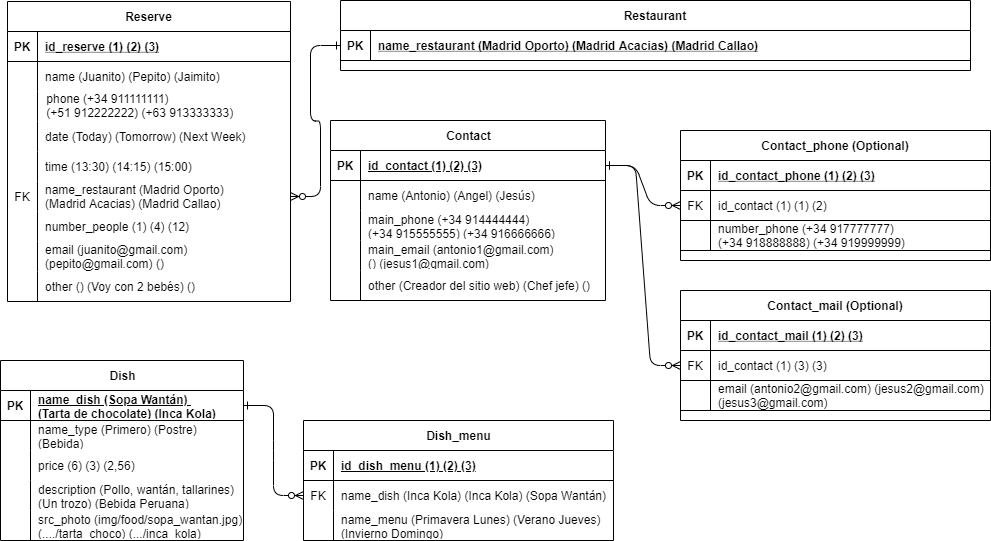 Reserve
PK
id_reserve (1) (2) (3)
FK
name (Juanito) (Pepito) (Jaimito)
phone (+34 911111111)
(+51 912222222) (+63 913333333)
date (Today) (Tomorrow) (Next Week)
time (13:30) (14:15) (15:00)
name_restaurant (Madrid Oporto)
(Madrid Acacias) (Madrid Callao)
number_people (1) (4) (12)
email (juanito@gmail.com)
(pepito@gmail.com) ()
other () (Voy con 2 bebés) ()
Restaurant
PK
name_restaurant (Madrid Oporto) (Madrid Acacias) (Madrid Callao)
Contact
PK
id_contact (1) (2) (3)
name (Antonio) (Angel) (Jesús)
main_phone (+34 914444444)
(+34 915555555) (+34 916666666)
main_email (antonio1@gmail.com)
() (jesus1@gmail.com)
other (Creador del sitio web) (Chef jefe) ()
Contact_phone (Optional)
PK
id_contact_phone (1) (2) (3)
FK
id_contact (1) (1) (2)
number_phone (+34 917777777)
(+34 918888888) (+34 919999999)
Contact_mail (Optional)
PK
id_contact_mail (1) (2) (3)
FK
id_contact (1) (3) (3)
email (antonio2@gmail.com) (jesus2@gmail.com)
(jesus3@gmail.com)
Dish
PK
name_dish (Sopa Wantán)
(Tarta de chocolate) (Inca Kola)
name_type (Primero) (Postre)
(Bebida)
price (6) (3) (2,56)
description (Pollo, wantán, tallarines)
(Un trozo) (Bebida Peruana)
src_photo (img/food/sopa_wantan.jpg)
(..../tarta_choco) (.../inca_kola)
Dish_menu
PK
id_dish_menu (1) (2) (3)
FK
name_dish (Inca Kola) (Inca Kola) (Sopa Wantán)
name_menu (Primavera Lunes) (Verano Jueves)
(Invierno Domingo)